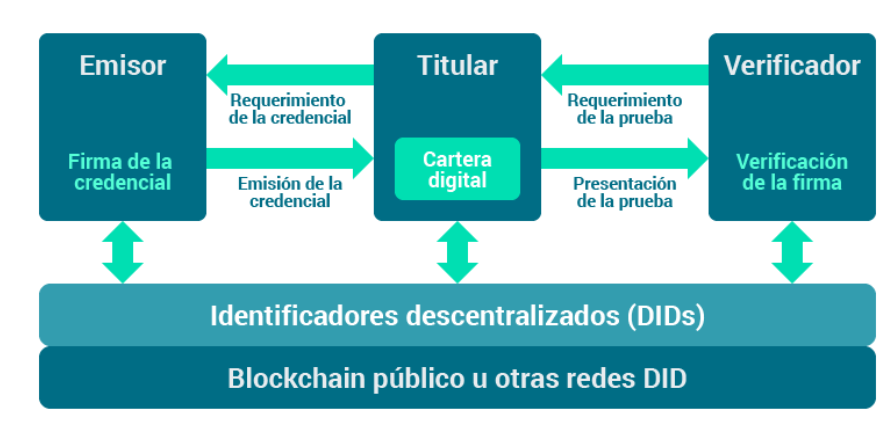 Emisor
Titular
Verificador
Requerimiento
de la credencial
Requerimiento
de la prueba
Firma de la
credencial
Cartera
digital
Verificación
de la firma
Emisión de la
credencial
Presentación
de la prueba
Identificadores descentralizados (DIDs)
Blockchain público u otras redes DID